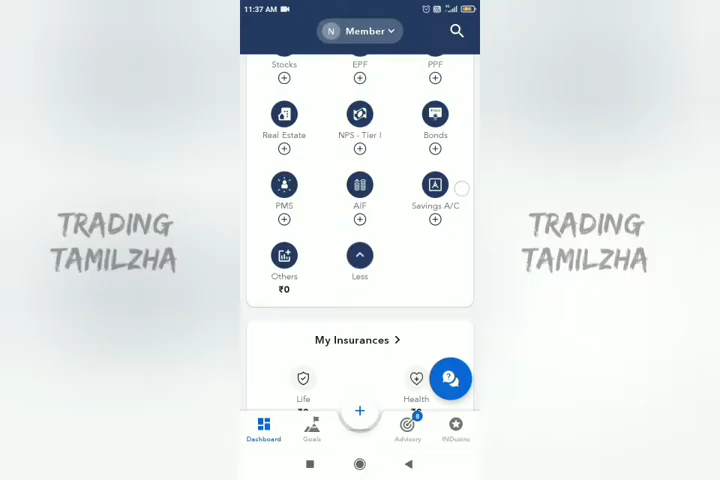 11:37 AM
N Member
Stocks EPF PPF
Real Estate NPS - Tier I Bonds
PMS AIF Savings A/C
Others Less
₹0
My Insurances
Life Health
8
Dashboard Goals Advisory INDcoins
TRADING
TAMILZHA
TRADING
TAMILZHA